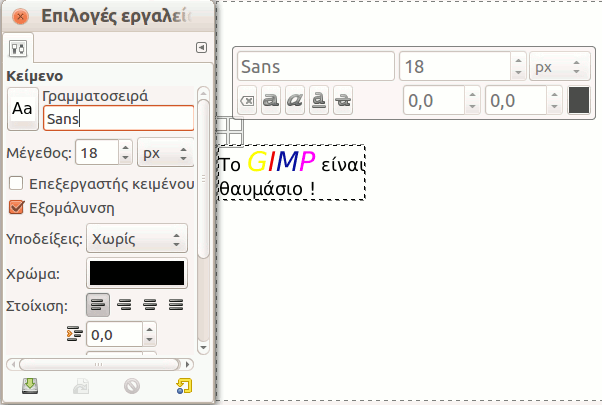 Επιλογές εργαλείο
Κείμενο
Aa
Γραμματοσειρά
Sans
Μέγεθος: 18 px
Επεξεργαστής κειμένου
Εξομάλυνση
Υποδείξεις: Χωρίς
Χρώμα:
Στοίχιση:
0,0
Sans 18 px
a a a a 0,0 0,0
Το GIMP είναι
θαυμάσιο !